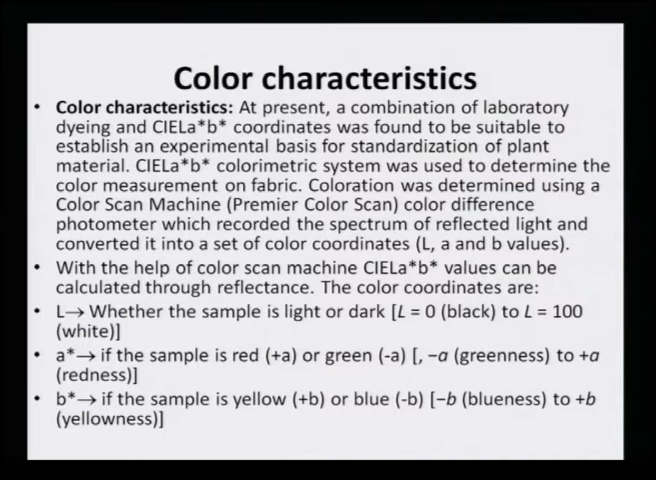 Color characteristics
• Color characteristics: At present, a combination of laboratory
dyeing and CIELa*b* coordinates was found to be suitable to
establish an experimental basis for standardization of plant
material. CIELa*b* colorimetric system was used to determine the
color measurement on fabric. Coloration was determined using a
Color Scan Machine (Premier Color Scan) color difference
photometer which recorded the spectrum of reflected light and
converted it into a set of color coordinates (L, a and b values).
• With the help of color scan machine CIELa*b* values can be
calculated through reflectance. The color coordinates are:
• L→ Whether the sample is light or dark [L = 0 (black) to L = 100
(white)]
• a*→ if the sample is red (+a) or green (-a) [, −a (greenness) to +a
(redness)]
• b*→ if the sample is yellow (+b) or blue (-b) [−b (blueness) to +b
(yellowness)]